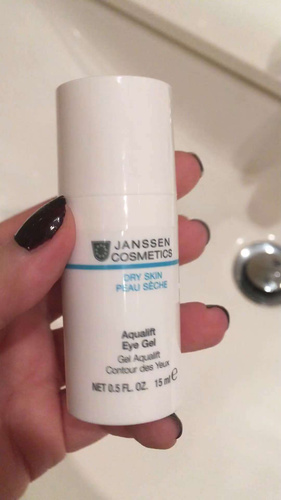 JANSSEN
COSMETICS
DRY SKIN
PEAU SÈCHE
Aqualift
Eye Gel
Gel Aqualift
Contour des Yeux
NET 0.5 FL. OZ. 15 ml ℮